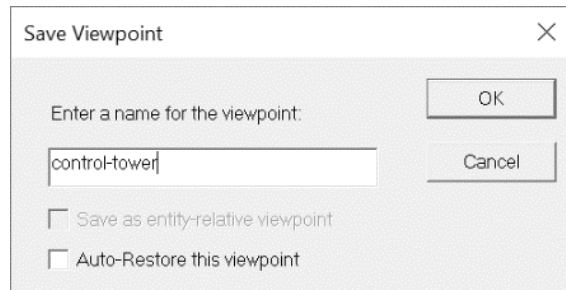 Save Viewpoint
Enter a name for the viewpoint:
OK
control-tower
Cancel
Save as entity-relative viewpoint
Auto-Restore this viewpoint